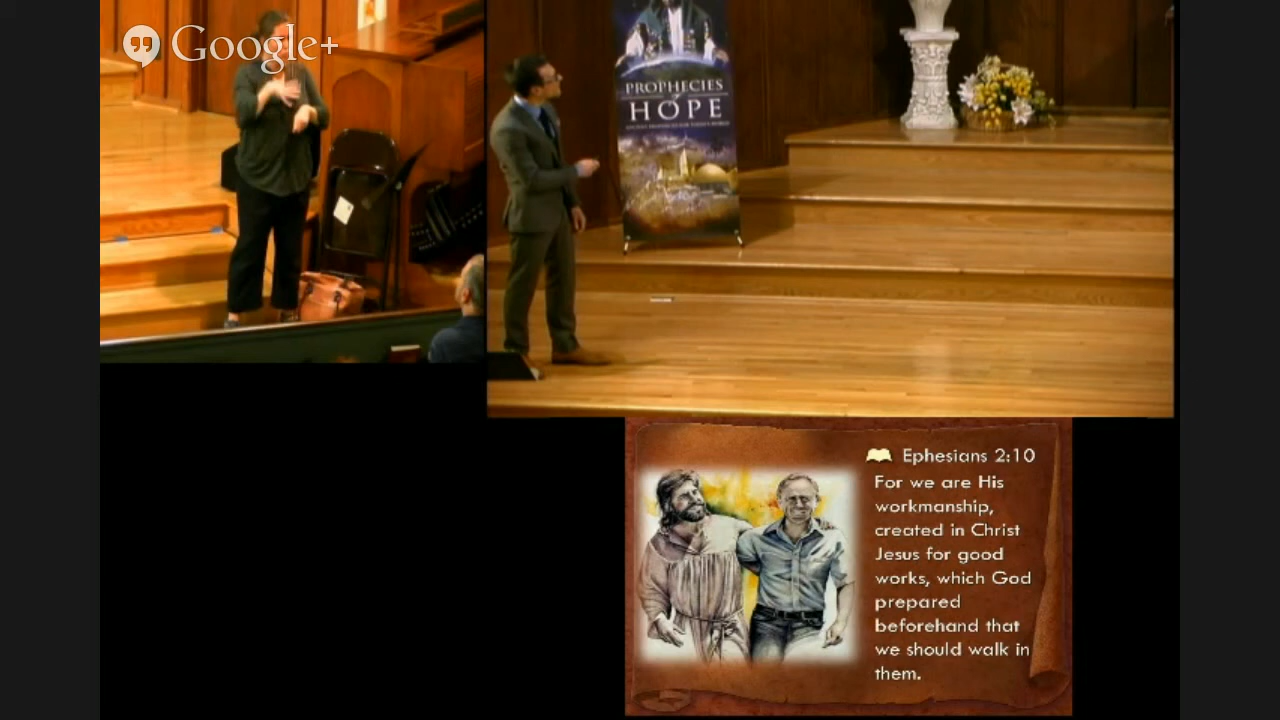 Google+
PROPHECIES
of
HOPE
Ephesians 2:10
For we are His
workmanship,
created in Christ
Jesus for good
works, which God
prepared
beforehand that
we should walk in
them.